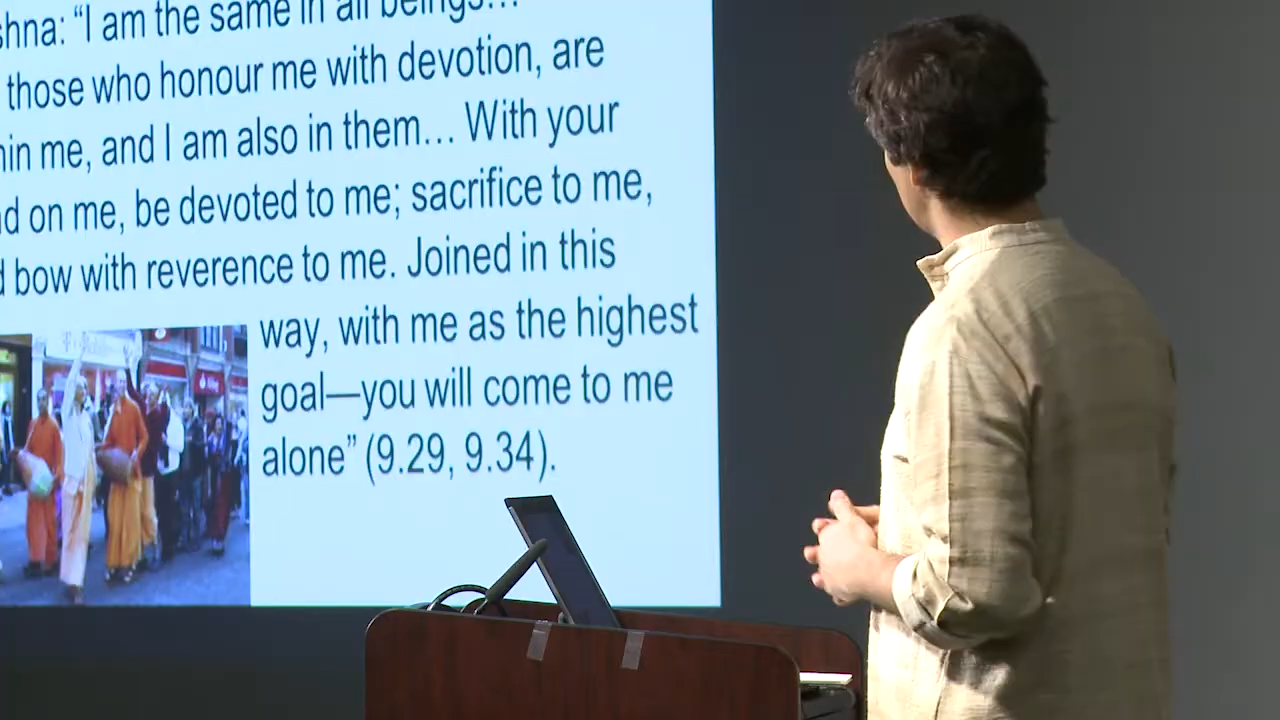 shna: “I am the same in all beings…
those who honour me with devotion, are
hin me, and I am also in them… With your
nd on me, be devoted to me; sacrifice to me,
d bow with reverence to me. Joined in this
way, with me as the highest
goal—you will come to me
alone” (9.29, 9.34).